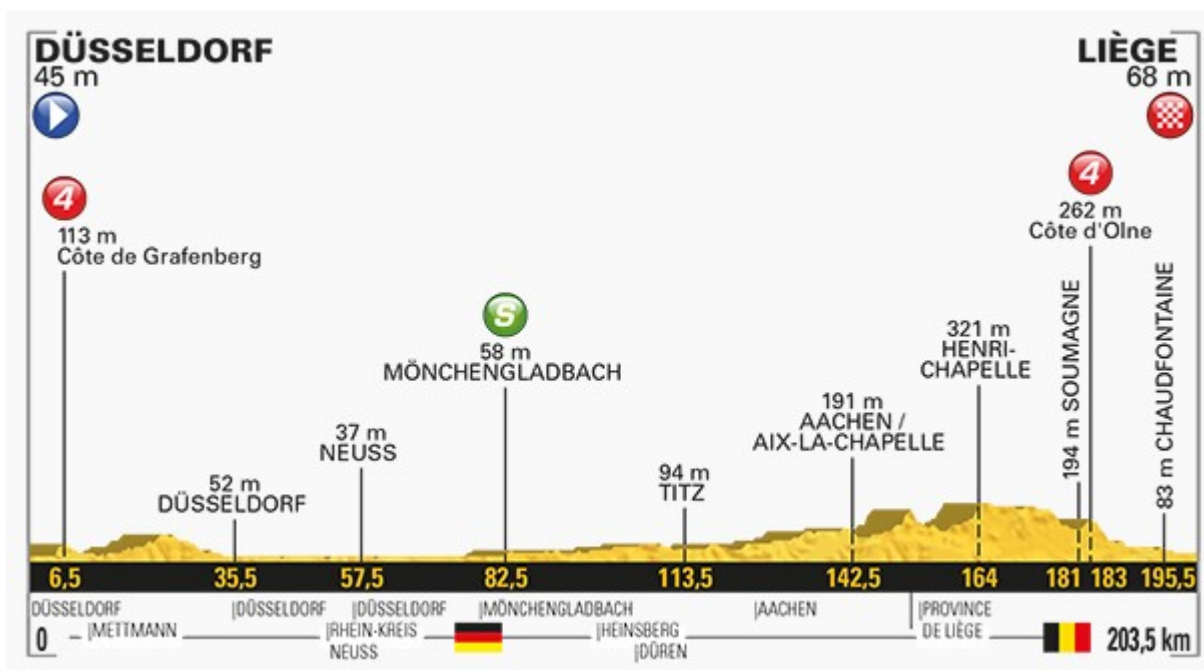 DÜSSELDORF
45 m
LIÈGE
68 m
4
113 m
Côte de Grafenberg
52 m
DÜSSELDORF
37 m
NEUSS
S
58 m
MÖNCHENGLADBACH
94 m
TITZ
191 m
AACHEN /
AIX-LA-CHAPELLE
321 m
HENRI-
CHAPELLE
194 m SOUMAGNE
4
262 m
Côte d'Olne
83 m CHAUDFONTAINE
6,5 35,5 57,5 82,5 113,5 142,5 164 181 183 195,5
DÜSSELDORF |DÜSSELDORF |DÜSSELDORF |MÖNCHENGLADBACH |AACHEN |PROVINCE
DE LIÈGE
0 |METTMANN |RHEIN-KREIS
NEUSS
|HEINSBERG
|DÜREN
203,5 km